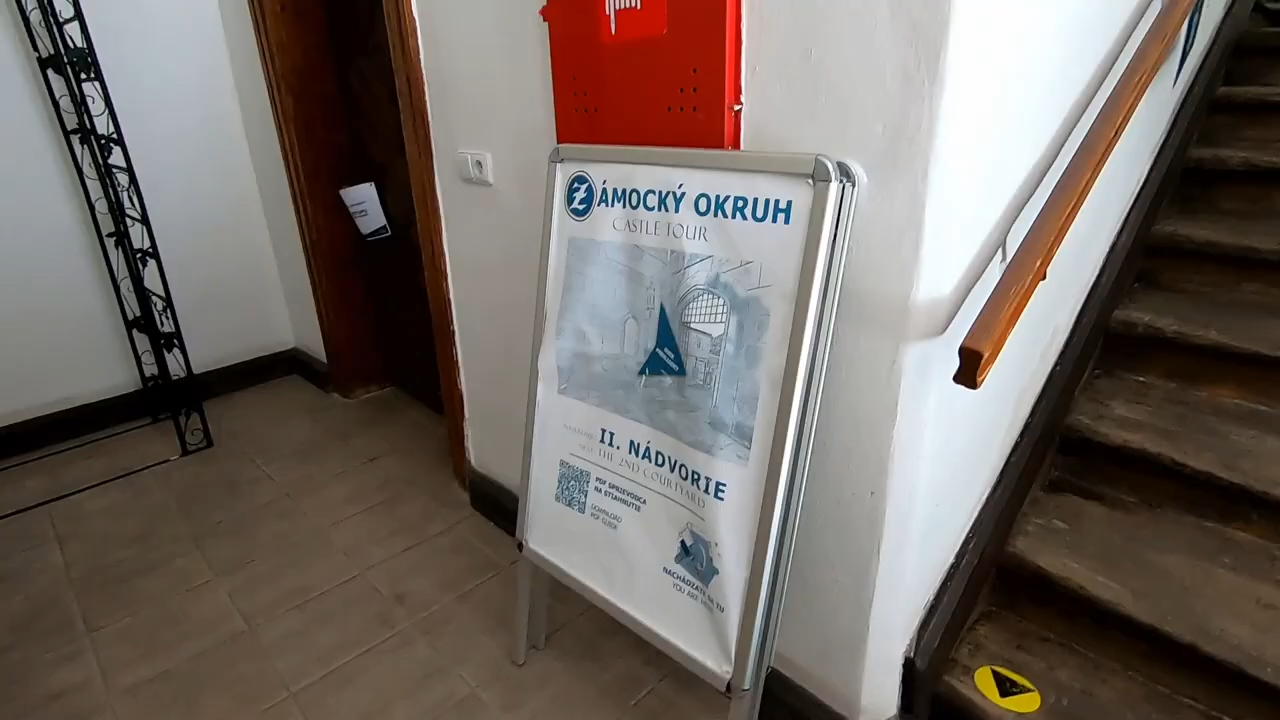 ZÁMOCKÝ OKRUH
CASTLE TOUR
II. NÁDVORIE
THE 2ND COURTYARD
PDF SPRIEVODCA
NA STIAHNUTIE
DOWNLOAD
PDF GUIDE
NACHÁDZATE SA TU
YOU ARE HERE